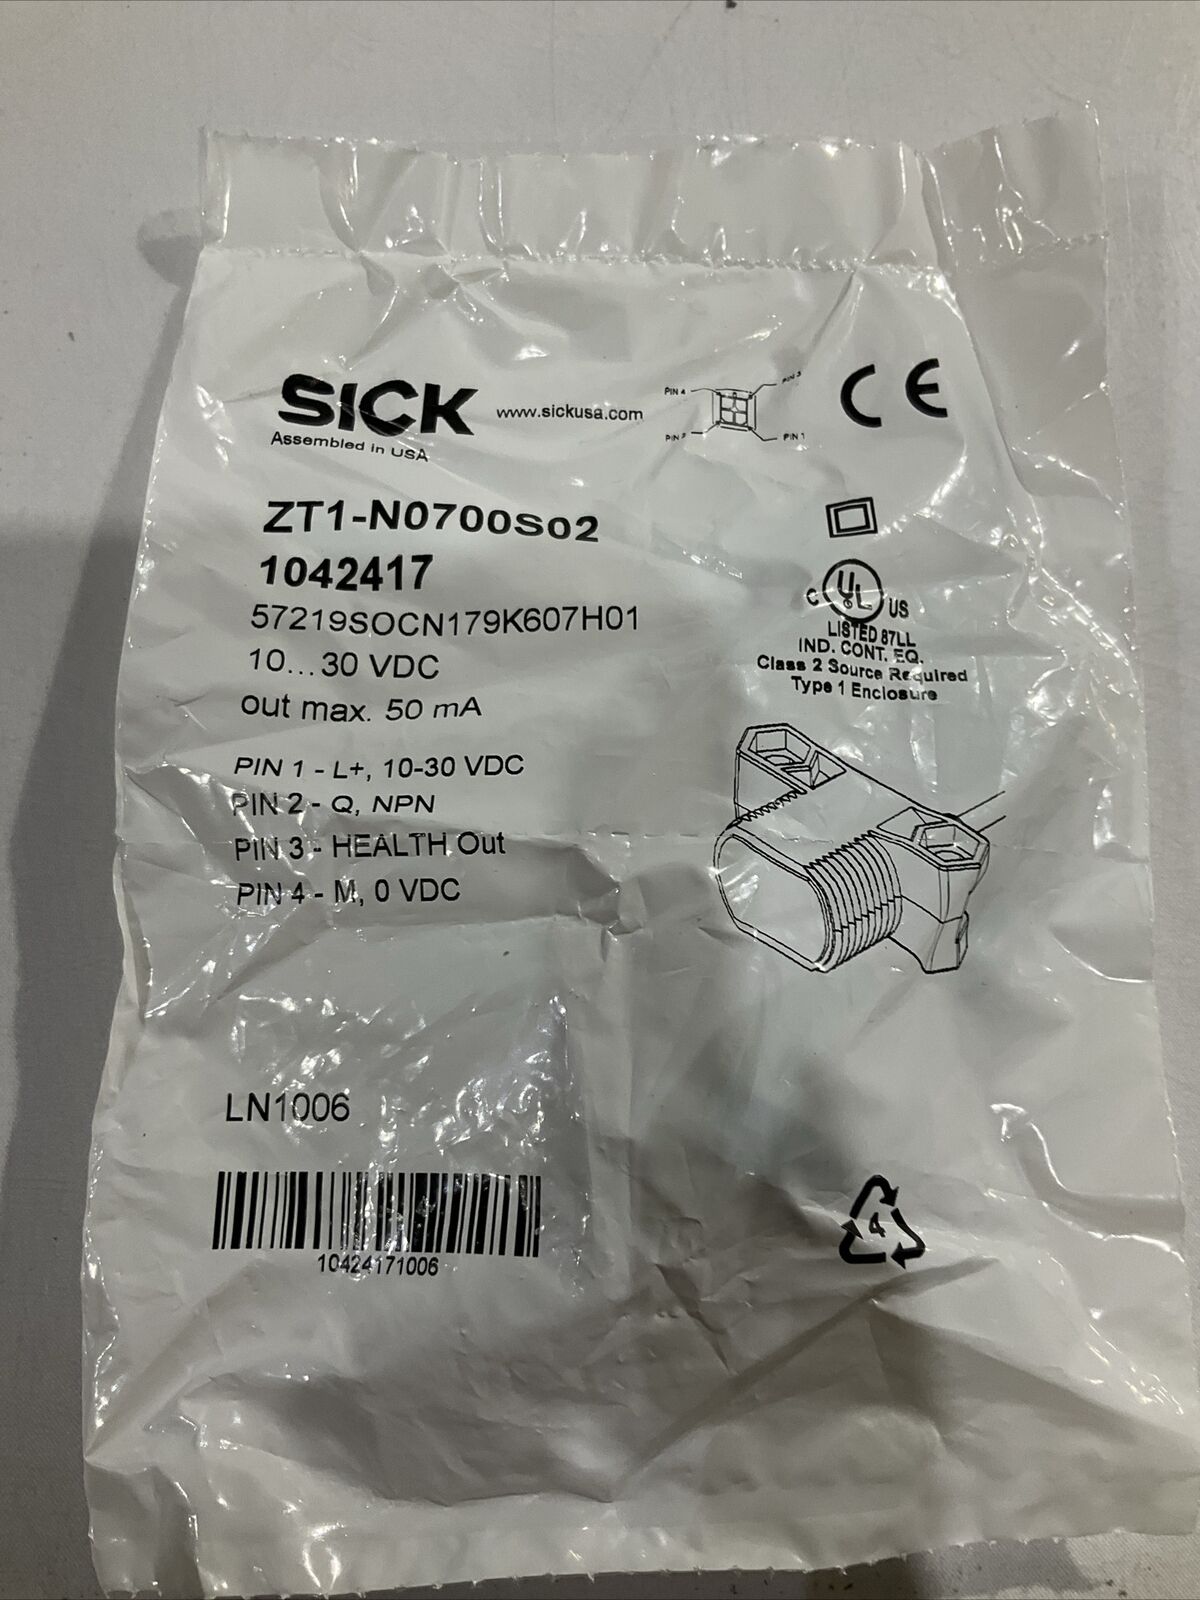 SICK www.sickusa.com
Assembled in USA
PIN 4
PIN 3
PIN 2
PIN 1
CE
ZT1-N0700S02
1042417
57219SOCN179K607H01
10...30 VDC
out max. 50 mA
C UL US
LISTED 87LL
IND. CONT. EQ.
Class 2 Source Required
Type 1 Enclosure
PIN 1 - L+, 10-30 VDC
PIN 2 - Q, NPN
PIN 3 - HEALTH Out
PIN 4 - M, 0 VDC
LN1006
10424171006
4